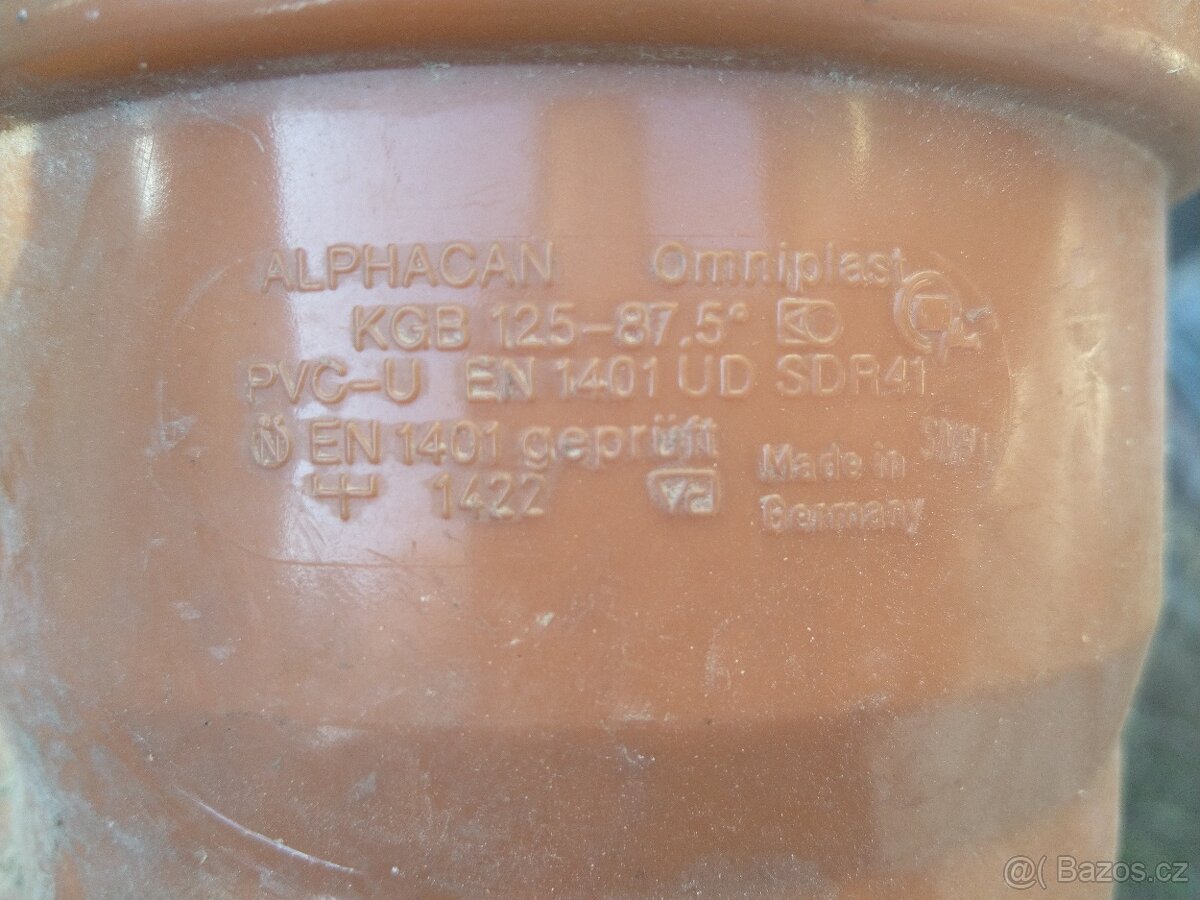 ALPHACAN Omniplast
KGB 125-87.5°
PVC-U EN 1401 UD SDR41
EN 1401 geprüft
1422
Made in
Germany
@( Bazos.cz